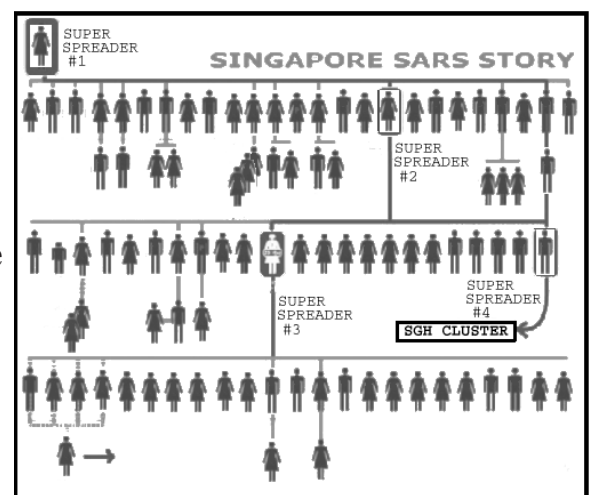 SUPER
SPREADER
#1
SINGAPORE SARS STORY
SUPER
SPREADER
#2
SUPER
SPREADER
#3
SUPER
SPREADER
#4
SGH CLUSTER
e